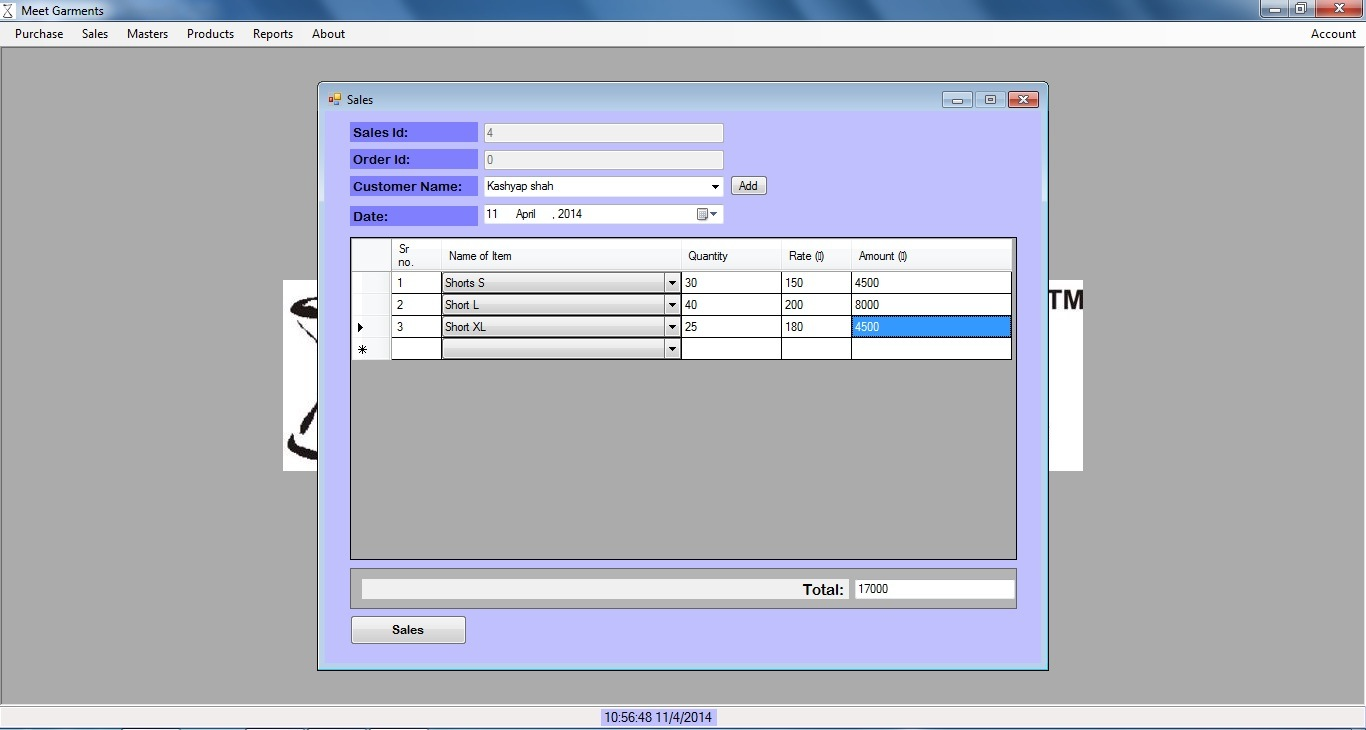 Meet Garments
Purchase Sales Masters Products Reports About Account
Sales
Sales Id: 4
Order Id: 0
Customer Name: Kashyap shah Add
Date: 11 April , 2014
Sr no. Name of Item Quantity Rate (▯) Amount (▯)
1 Shorts S 30 150 4500
2 Short L 40 200 8000
3 Short XL 25 180 4500
TM
Total: 17000
Sales
10:56:48 11/4/2014